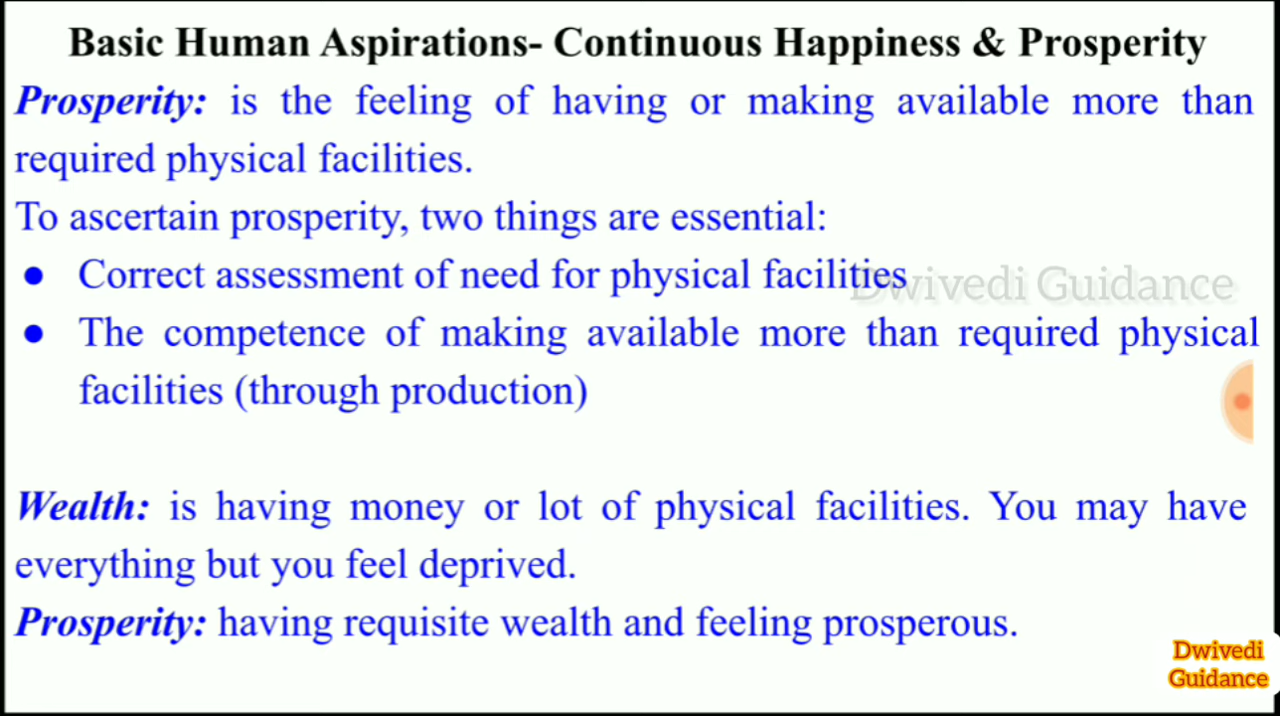 Basic Human Aspirations- Continuous Happiness & Prosperity
Prosperity: is the feeling of having or making available more than
required physical facilities.
To ascertain prosperity, two things are essential:
● Correct assessment of need for physical facilities
Dwivedi Guidance
● The competence of making available more than required physical
facilities (through production)
Wealth: is having money or lot of physical facilities. You may have
everything but you feel deprived.
Prosperity: having requisite wealth and feeling prosperous.
Dwivedi
Guidance